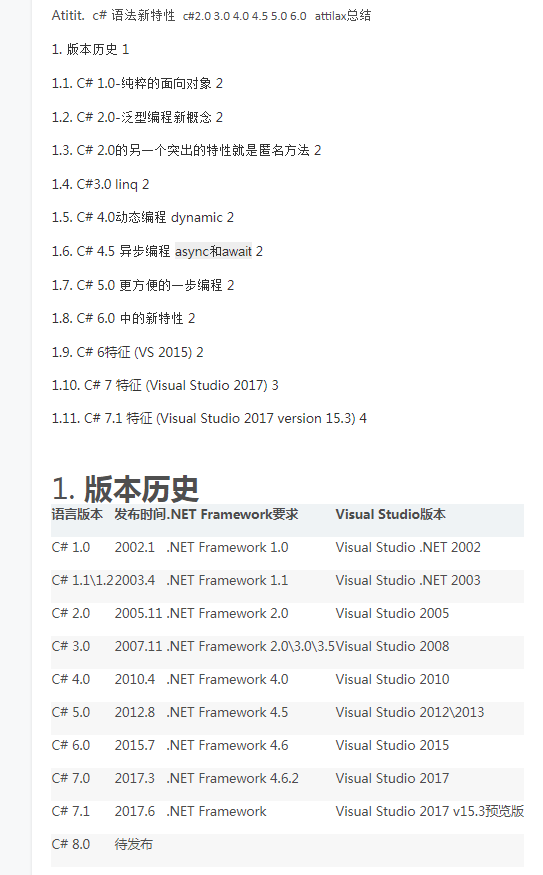 Atitit.  c# 语法新特性  c#2.0 3.0 4.0 4.5 5.0 6.0  attilax总结
1. 版本历史 1
1.1. C# 1.0-纯粹的面向对象 2
1.2. C# 2.0-泛型编程新概念 2
1.3. C# 2.0的另一个突出的特性就是匿名方法 2
1.4. C#3.0 linq 2
1.5. C# 4.0动态编程 dynamic 2
1.6. C# 4.5 异步编程 async和await 2
1.7. C# 5.0 更方便的一步编程 2
1.8. C# 6.0 中的新特性 2
1.9. C# 6特征 (VS 2015) 2
1.10. C# 7 特征 (Visual Studio 2017) 3
1.11. C# 7.1 特征 (Visual Studio 2017 version 15.3) 4
1. 版本历史
语言版本 发布时间 .NET Framework要求 Visual Studio版本
C# 1.0 2002.1 .NET Framework 1.0 Visual Studio .NET 2002
C# 1.1\1.2 2003.4 .NET Framework 1.1 Visual Studio .NET 2003
C# 2.0 2005.11 .NET Framework 2.0 Visual Studio 2005
C# 3.0 2007.11 .NET Framework 2.0\3.0\3.5 Visual Studio 2008
C# 4.0 2010.4 .NET Framework 4.0 Visual Studio 2010
C# 5.0 2012.8 .NET Framework 4.5 Visual Studio 2012\2013
C# 6.0 2015.7 .NET Framework 4.6 Visual Studio 2015
C# 7.0 2017.3 .NET Framework 4.6.2 Visual Studio 2017
C# 7.1 2017.6 .NET Framework Visual Studio 2017 v15.3预览版
C# 8.0 待发布